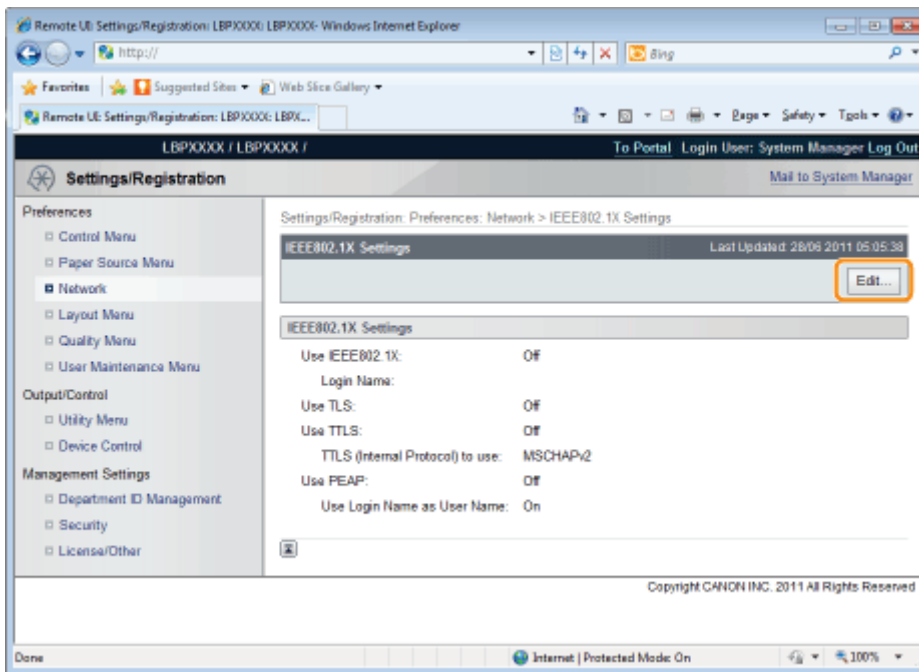 Remote UI: Settings/Registration: LBPXXXX: LBPXXXX- Windows Internet Explorer
http://
Bing
Favorites Suggested Sites Web Slice Gallery
Remote UI: Settings/Registration: LBPXXXX: LBPX... Page Safety Tools
LBPXXXX / LBPXXXX / To Portal Login User: System Manager Log Out
Settings/Registration Mail to System Manager
Preferences
Control Menu
Paper Source Menu
Network
Layout Menu
Quality Menu
User Maintenance Menu
Output/Control
Utility Menu
Device Control
Management Settings
Department ID Management
Security
License/Other
Settings/Registration: Preferences: Network > IEEE802.1X Settings
IEEE802.1X Settings Last Updated: 28/06 2011 05:05:38
Edit...
IEEE802.1X Settings
Use IEEE802.1X: Off
Login Name:
Use TLS: Off
Use TTLS: Off
TTLS (Internal Protocol) to use: MSCHAPv2
Use PEAP: Off
Use Login Name as User Name: On
Copyright CANON INC. 2011 All Rights Reserved
Done Internet | Protected Mode: On 100%